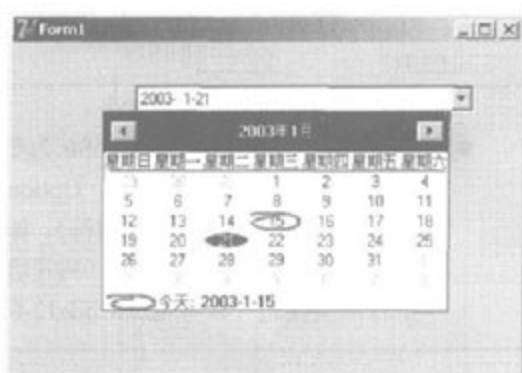 Form1
2003- 1-21
2003年1月
星期日 星期一 星期二 星期三 星期四 星期五 星期六
1 2 3 4
5 6 7 8 9 10 11
12 13 14 15 16 17 18
19 20 21 22 23 24 25
26 27 28 29 30 31
今天: 2003-1-15
Option